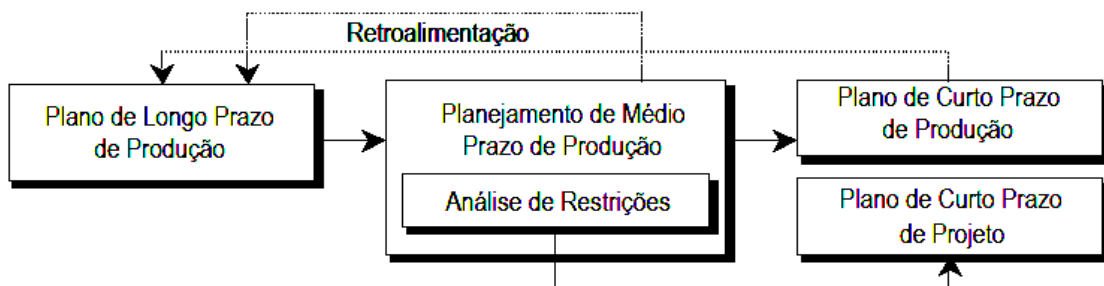 Retroalimentação
Plano de Longo Prazo
de Produção
Planejamento de Médio
Prazo de Produção
Análise de Restrições
Plano de Curto Prazo
de Produção
Plano de Curto Prazo
de Projeto